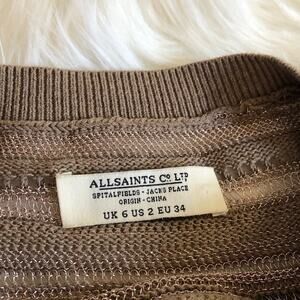 ALLSAINTS Cº LTD
SPITALFIELDS - JACKS PLACE
ORIGIN - CHINA
UK 6 US 2 EU 34